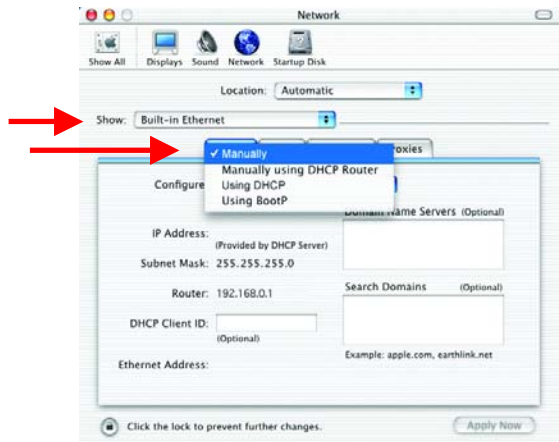 Network
Show All Displays Sound Network Startup Disk
Location: Automatic
Show: Built-in Ethernet
oxies
✓ Manually
Manually using DHCP Router
Using DHCP
Using BootP
Configure
Domain Name Servers (Optional)
IP Address:
(Provided by DHCP Server)
Subnet Mask: 255.255.255.0
Router: 192.168.0.1
Search Domains (Optional)
DHCP Client ID:
(Optional)
Example: apple.com, earthlink.net
Ethernet Address:
Click the lock to prevent further changes.
Apply Now